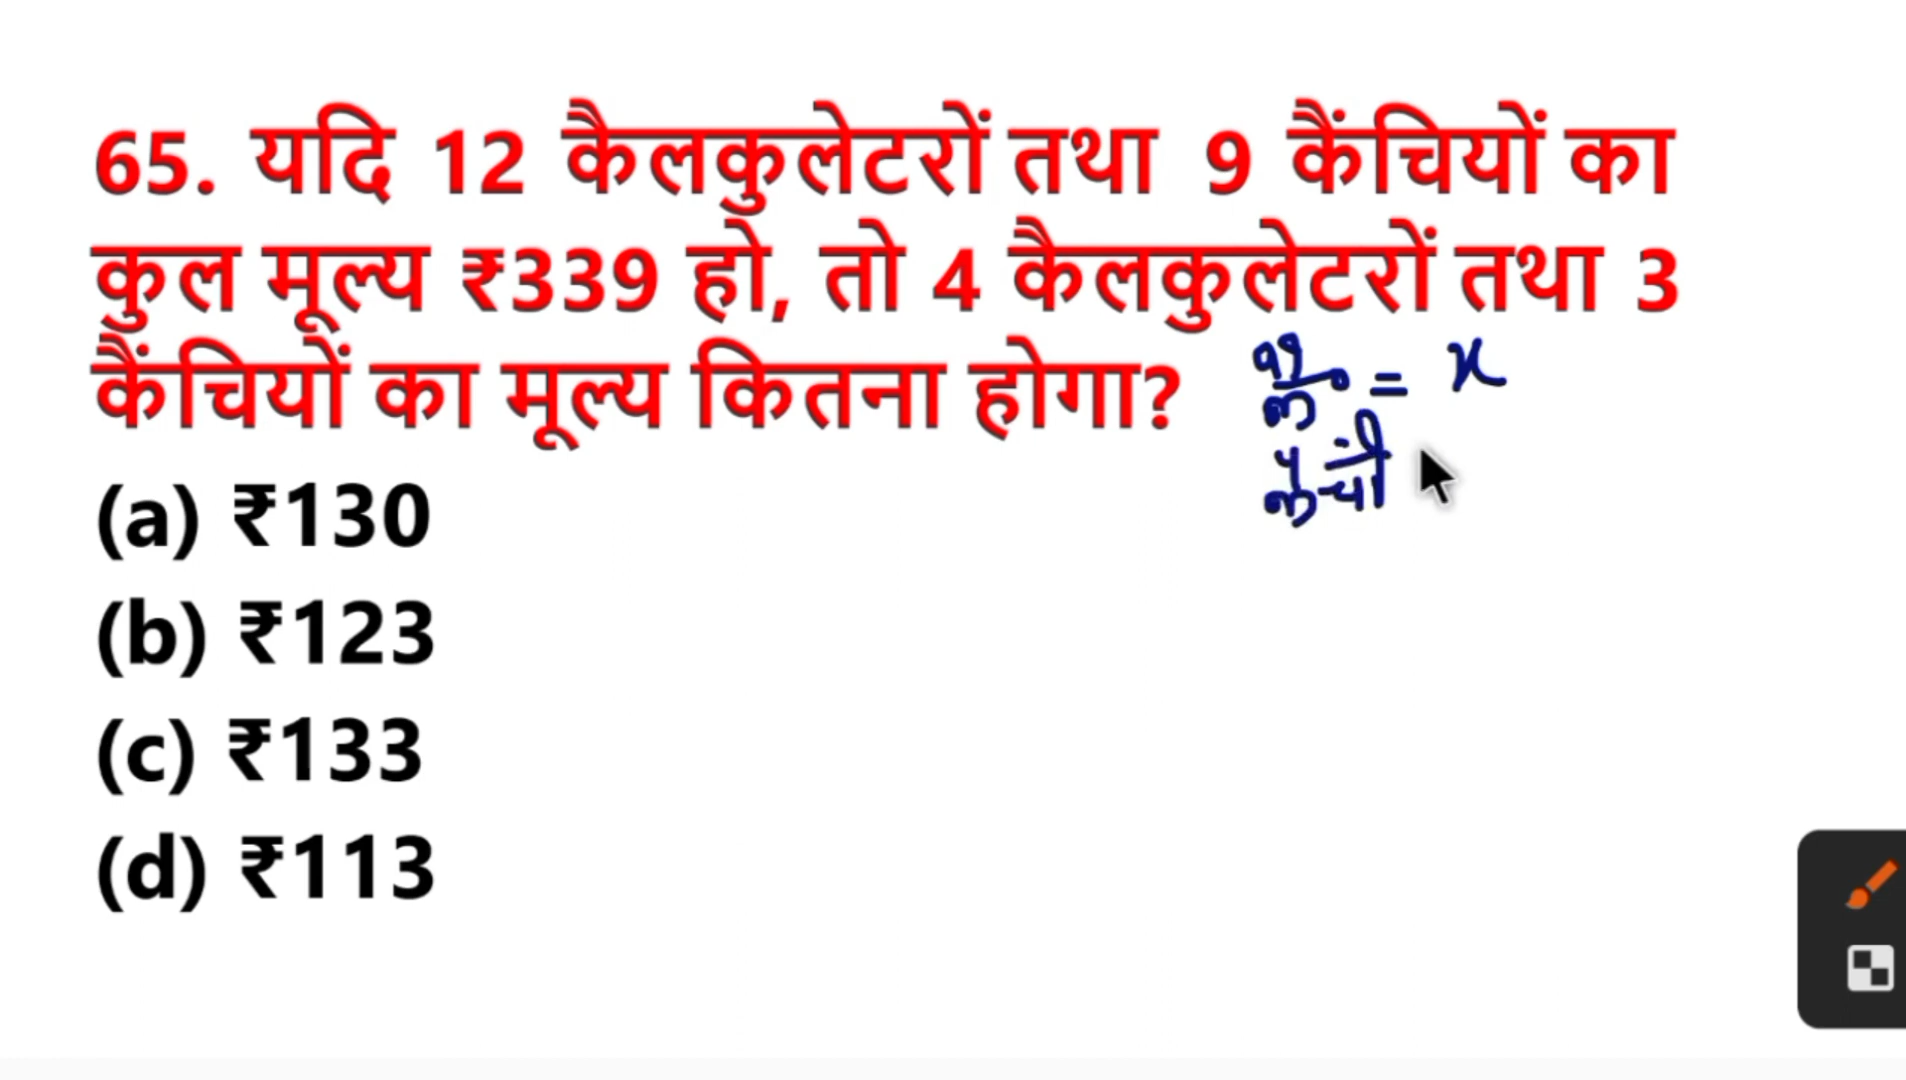 65. यदि 12 कैलकुलेटरों तथा 9 कैंचियों का
कुल मूल्य ₹339 हो, तो 4 कैलकुलेटरों तथा 3
कैंचियों का मूल्य कितना होगा?
= x
(a) ₹130
(b) ₹123
(c) ₹133
(d) ₹113